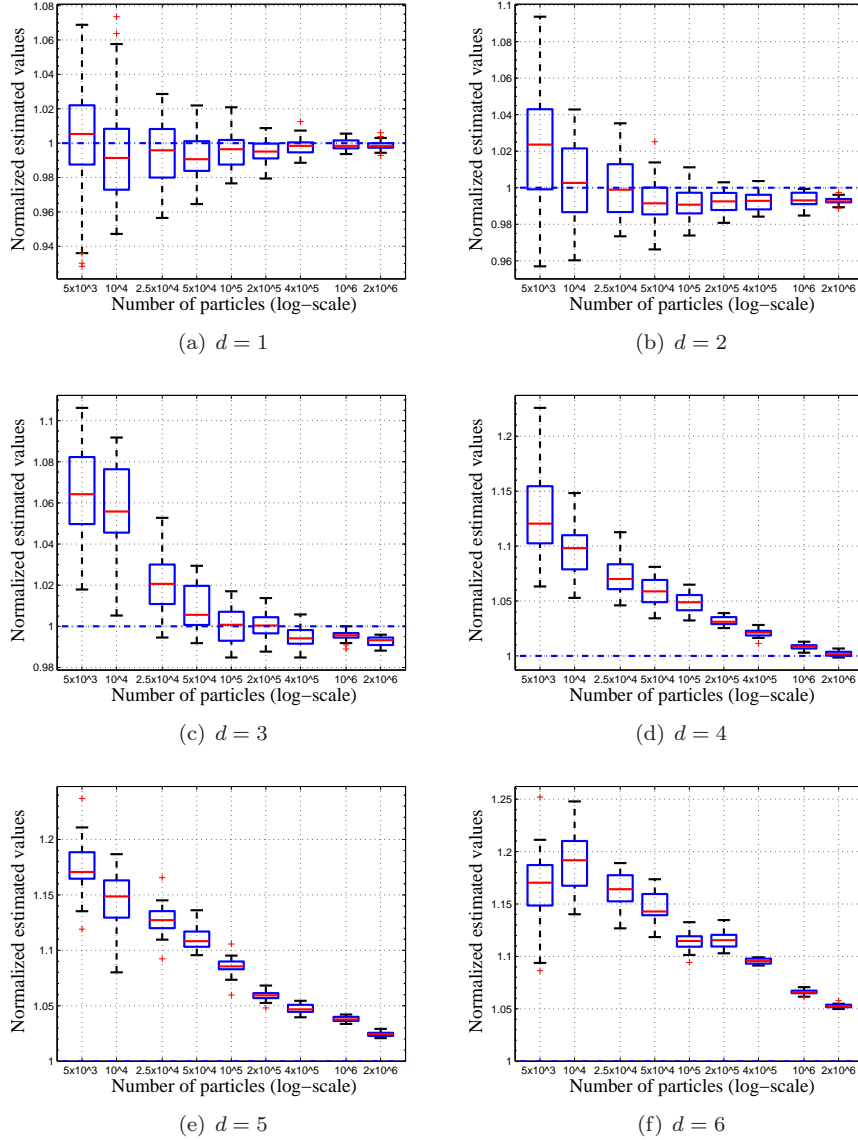 1.08
1.06
1.04
1.02
1
0.98
0.96
0.94
Normalized estimated values
5x10^3 10^4 2.5x10^4 5x10^4 10^5 2x10^5 4x10^5 10^6 2x10^6
Number of particles (log−scale)
(a) d = 1
1.1
1.08
1.06
1.04
1.02
1
0.98
0.96
Normalized estimated values
5x10^3 10^4 2.5x10^4 5x10^4 10^5 2x10^5 4x10^5 10^6 2x10^6
Number of particles (log−scale)
(b) d = 2
1.1
1.08
1.06
1.04
1.02
1
0.98
Normalized estimated values
5x10^3 10^4 2.5x10^4 5x10^4 10^5 2x10^5 4x10^5 10^6 2x10^6
Number of particles (log−scale)
(c) d = 3
1.2
1.15
1.1
1.05
1
Normalized estimated values
5x10^3 10^4 2.5x10^4 5x10^4 10^5 2x10^5 4x10^5 10^6 2x10^6
Number of particles (log−scale)
(d) d = 4
1.2
1.15
1.1
1.05
1
Normalized estimated values
5x10^3 10^4 2.5x10^4 5x10^4 10^5 2x10^5 4x10^5 10^6 2x10^6
Number of particles (log−scale)
(e) d = 5
1.25
1.2
1.15
1.1
1.05
1
Normalized estimated values
5x10^3 10^4 2.5x10^4 5x10^4 10^5 2x10^5 4x10^5 10^6 2x10^6
Number of particles (log−scale)
(f) d = 6